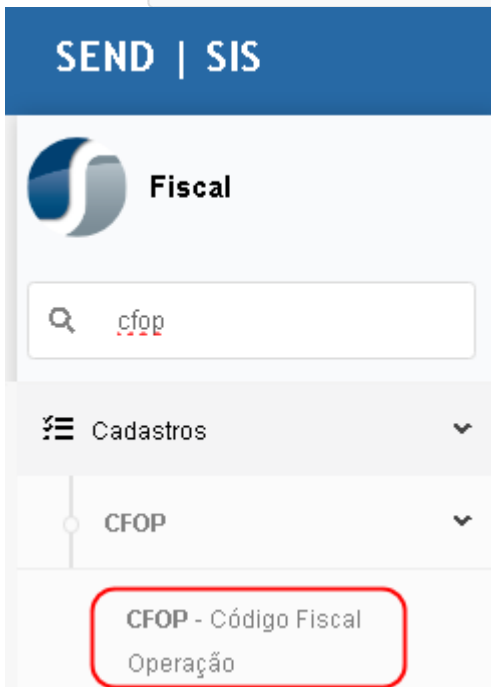 SEND | SIS
Fiscal
cfop
Cadastros
CFOP
CFOP - Código Fiscal
Operação